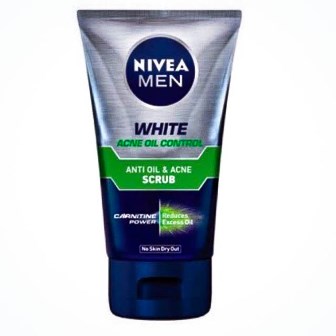 NIVEA
MEN
WHITE
ACNE OIL CONTROL
ANTI OIL & ACNE
SCRUB
CARNITINE
POWER
Reduces
Excess Oil
No Skin Dry Out